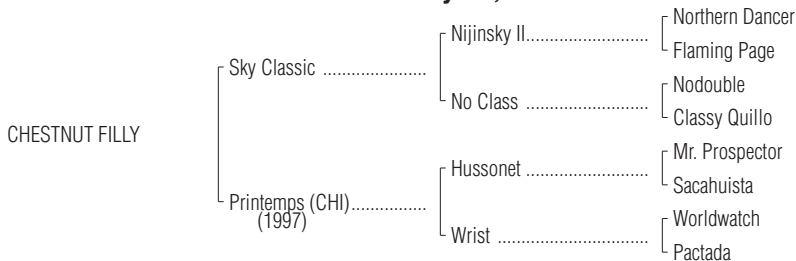 Northern Dancer
Nijinsky II..............................
Flaming Page
Sky Classic ......................
Nodouble
No Class ..............................
Classy Quillo
CHESTNUT FILLY
Mr. Prospector
Hussonet ..............................
Sacahuista
Printemps (CHI)................
(1997)
Worldwatch
Wrist .....................................
Pactada